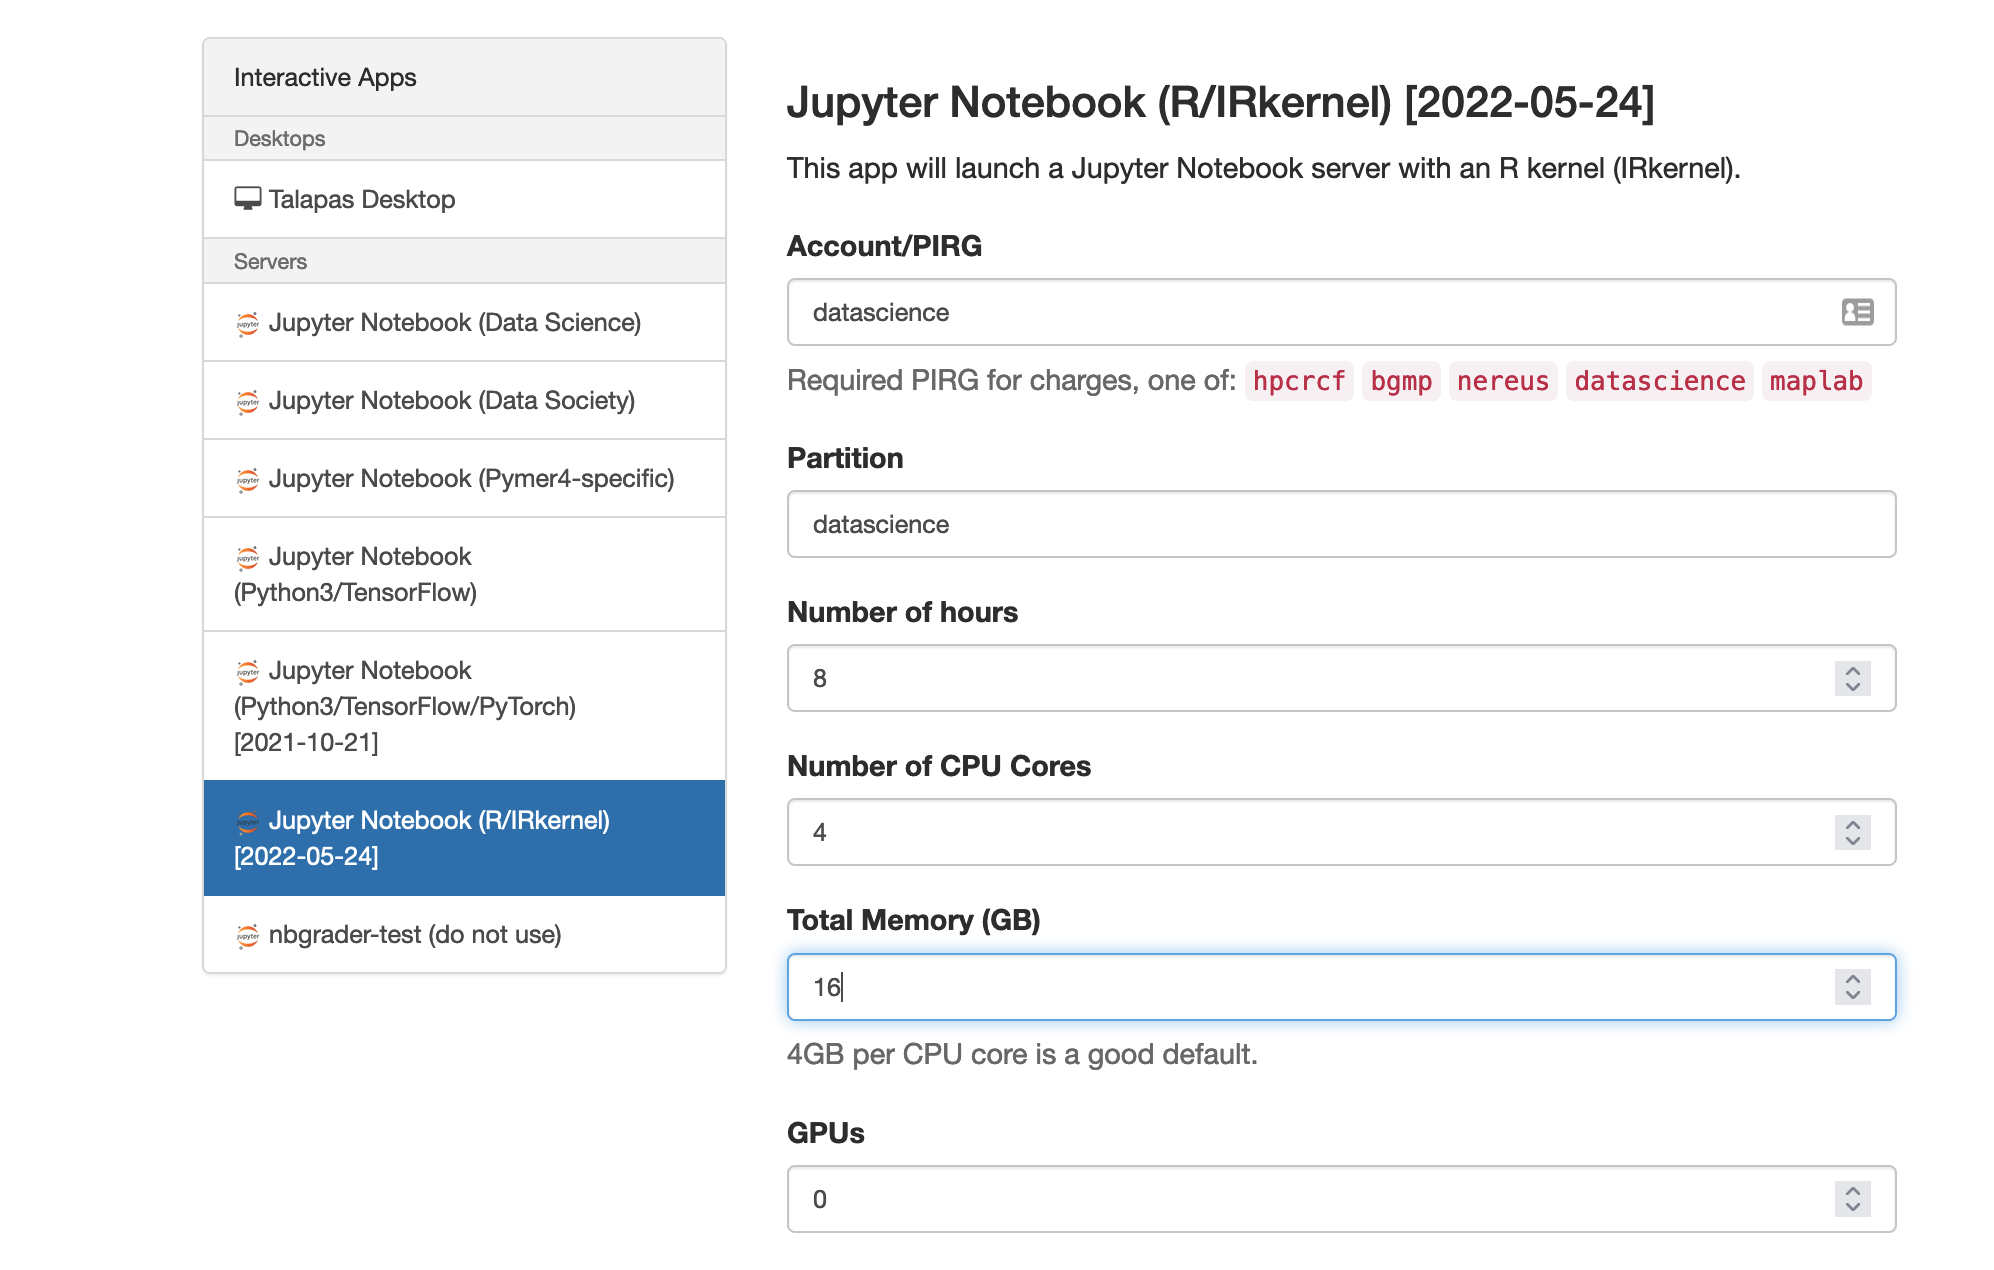 Interactive Apps
Desktops
Talapas Desktop
Servers
Jupyter Notebook (Data Science)
Jupyter Notebook (Data Society)
Jupyter Notebook (Pymer4-specific)
Jupyter Notebook
(Python3/TensorFlow)
Jupyter Notebook
(Python3/TensorFlow/PyTorch)
[2021-10-21]
Jupyter Notebook (R/IRkernel)
[2022-05-24]
nbgrader-test (do not use)
Jupyter Notebook (R/IRkernel) [2022-05-24]
This app will launch a Jupyter Notebook server with an R kernel (IRkernel).
Account/PIRG
datascience
Required PIRG for charges, one of: hpcrcf bgmp nereus datascience maplab
Partition
datascience
Number of hours
8
Number of CPU Cores
4
Total Memory (GB)
16
4GB per CPU core is a good default.
GPUs
0